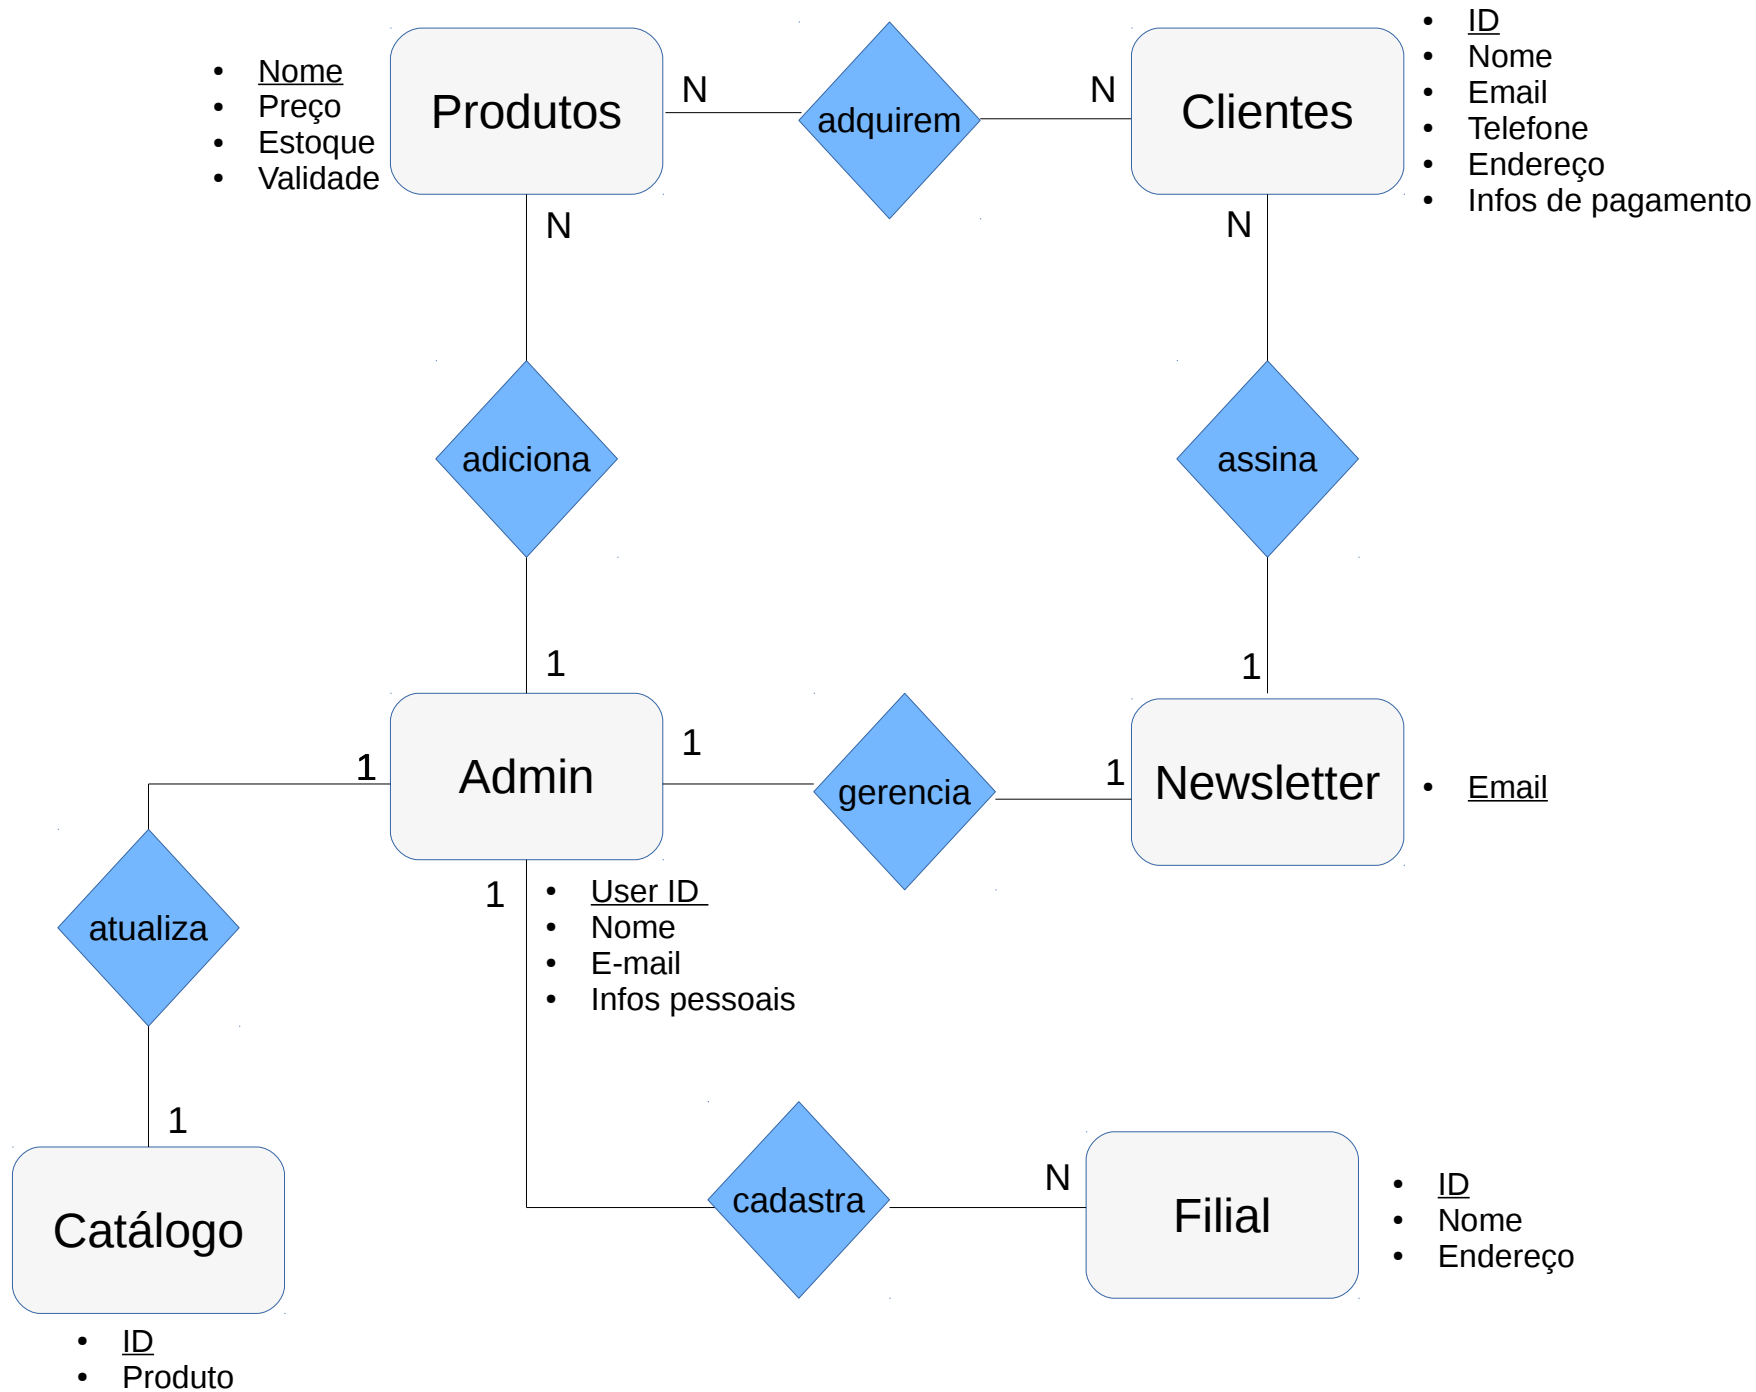 Nome
Preço
Estoque
Validade
Produtos
N
adquirem
N
Clientes
ID
Nome
Email
Telefone
Endereço
Infos de pagamento
N
N
adiciona
assina
1
1
1
Admin
1
gerencia
1
Newsletter
Email
atualiza
1
User ID
Nome
E-mail
Infos pessoais
1
Catálogo
ID
Produto
cadastra
N
Filial
ID
Nome
Endereço